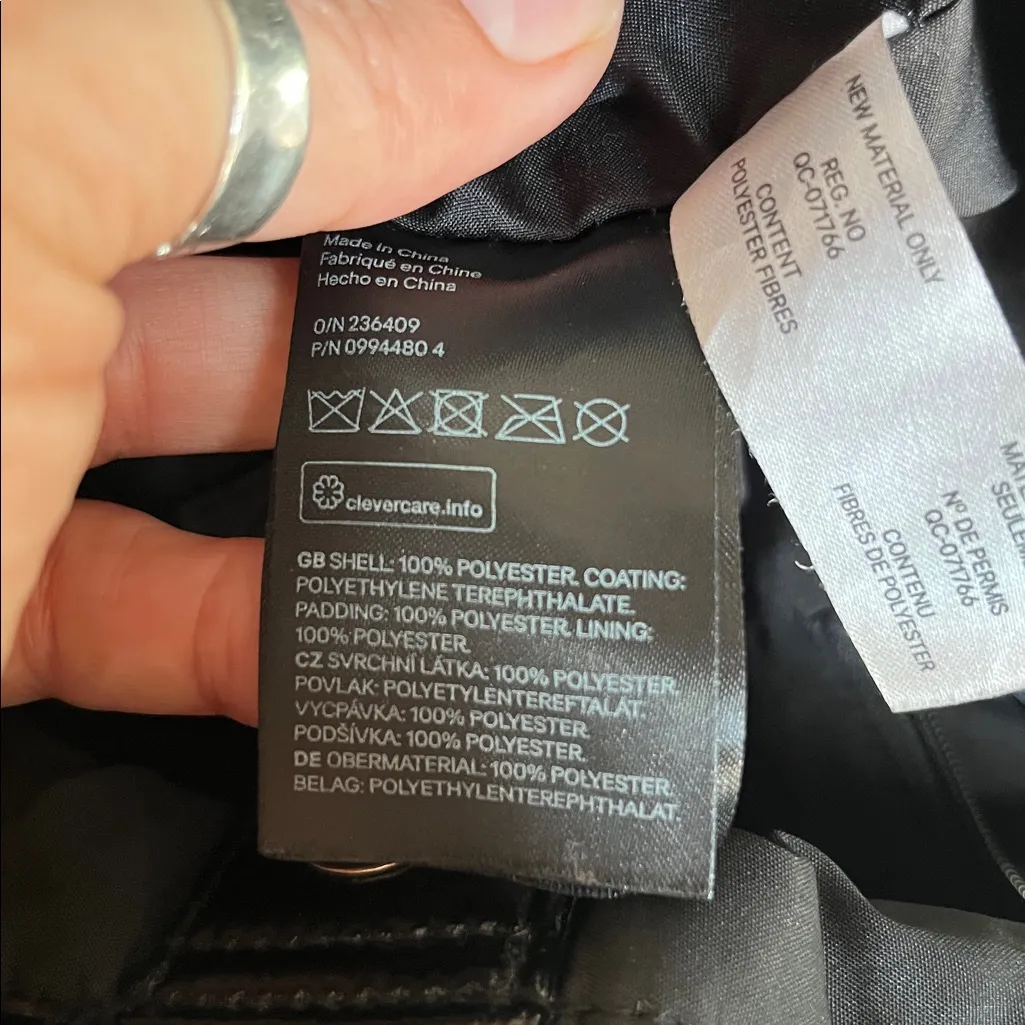 Made in China
Fabriqué en Chine
Hecho en China
O/N 236409
P/N 0994480 4
clevercare.info
GB SHELL: 100% POLYESTER. COATING:
POLYETHYLENE TEREPHTHALATE.
PADDING: 100% POLYESTER. LINING:
100% POLYESTER.
CZ SVRCHNÍ LÁTKA: 100% POLYESTER.
POVLAK: POLYETYLENTEREFTALÁT.
VYCPÁVKA: 100% POLYESTER.
PODŠÍVKA: 100% POLYESTER.
DE OBERMATERIAL: 100% POLYESTER.
BELAG: POLYETHYLENTEREPHTHALAT.
NEW MATERIAL ONLY
REG. NO
QC-071766
CONTENT
POLYESTER FIBRES
Nº DE PERMIS
QC-071766
CONTENU
FIBRES DE POLYESTER